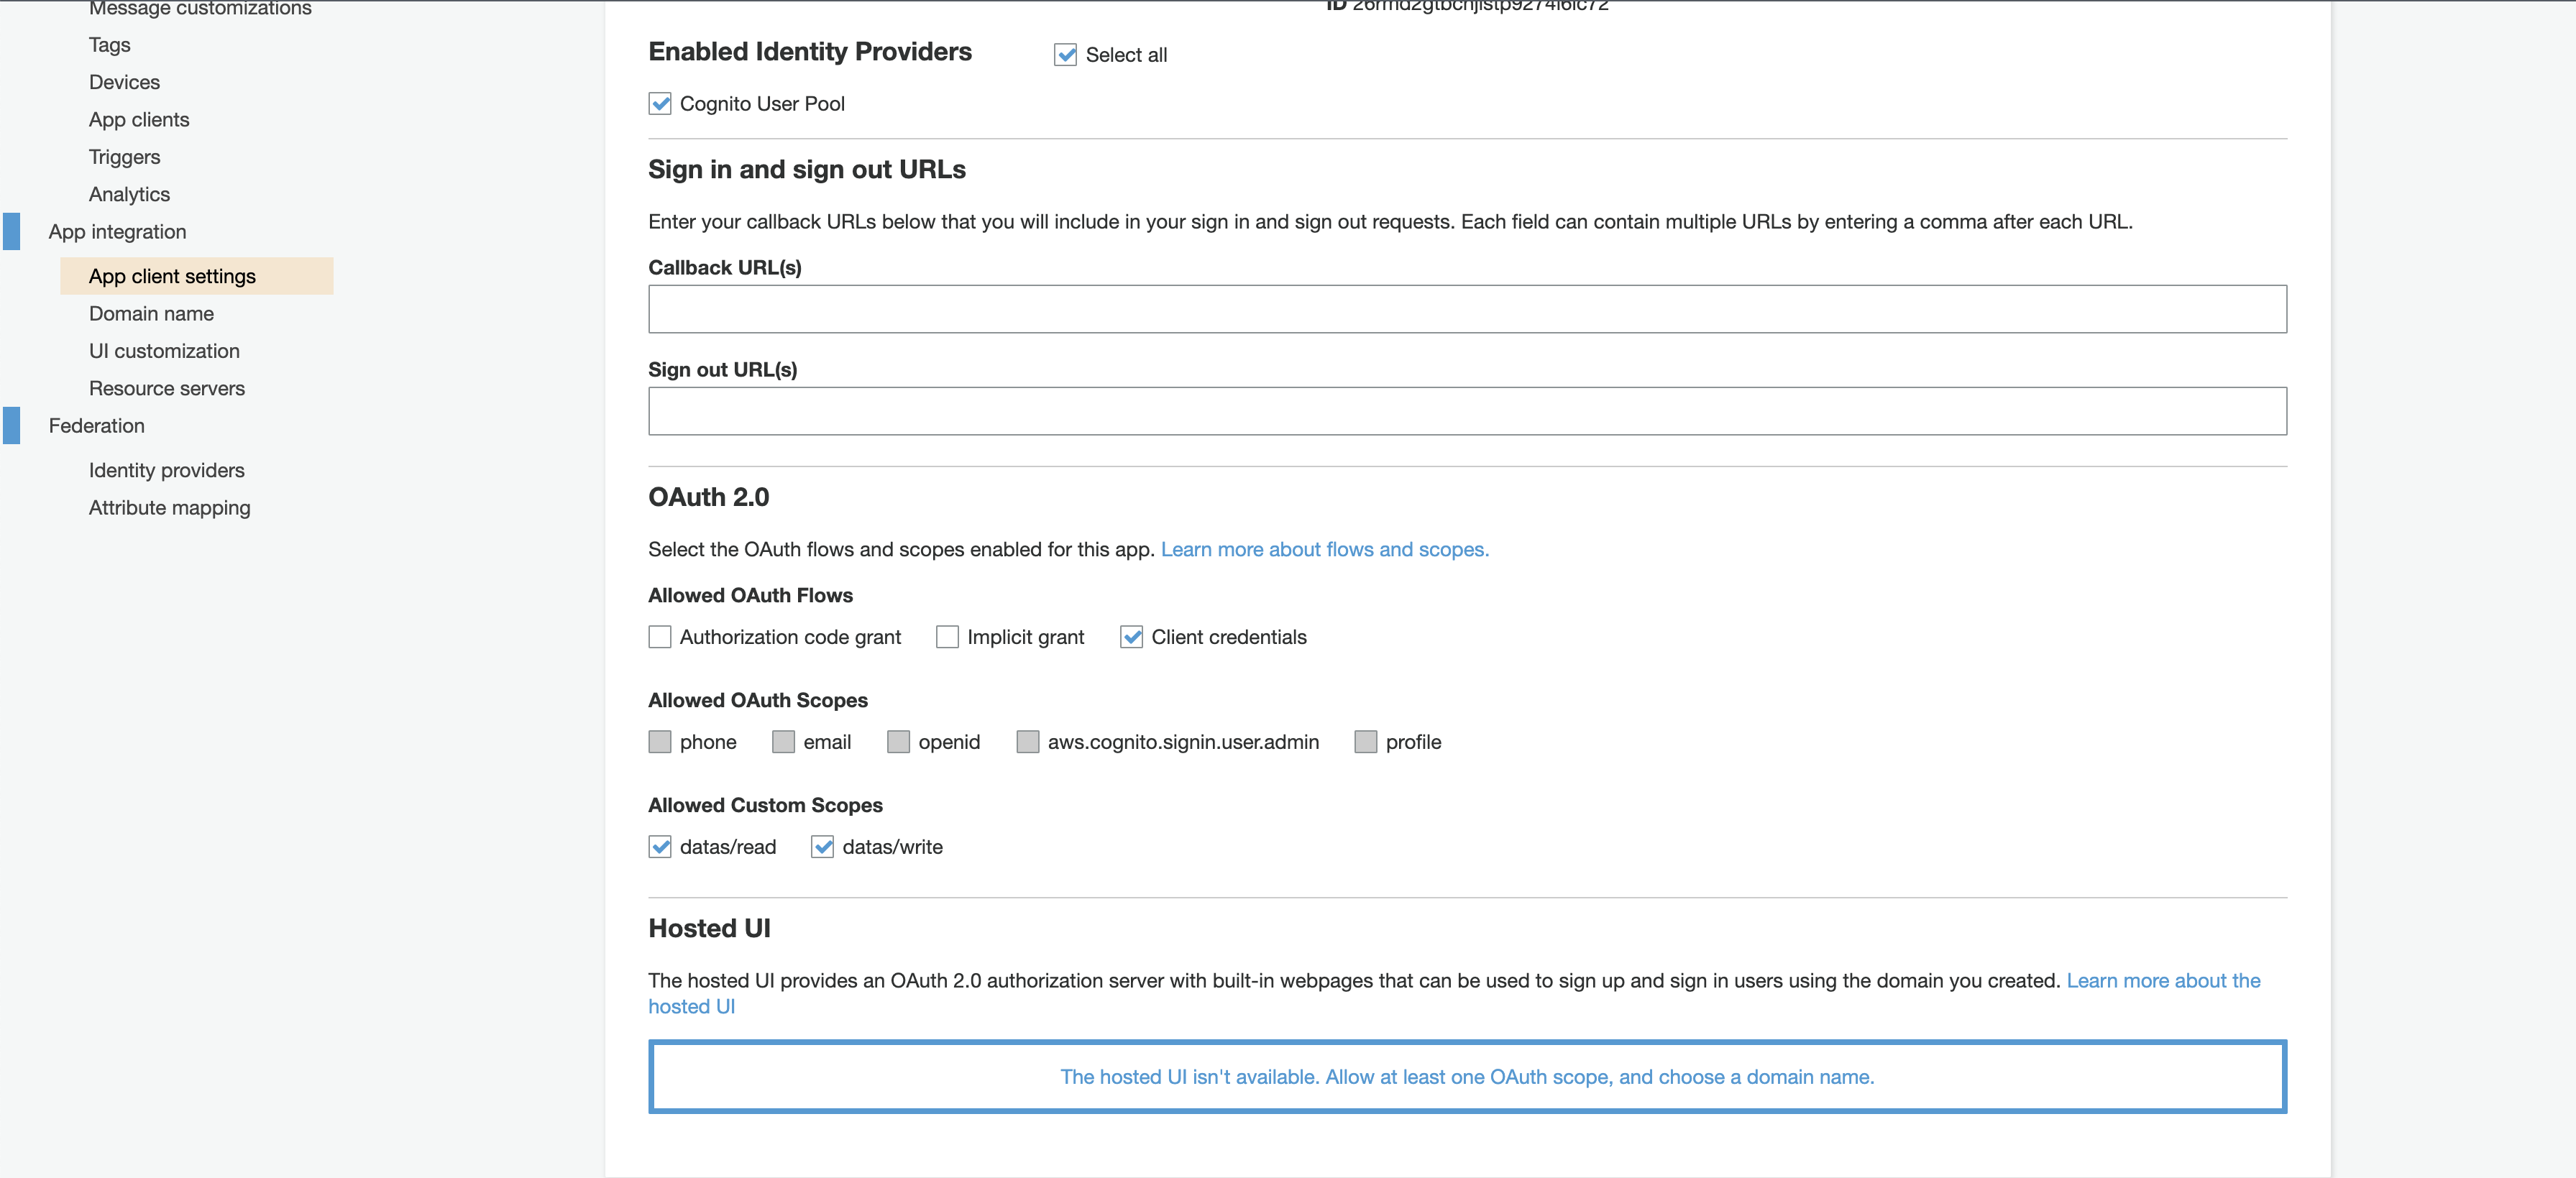 Message customizations
Tags
Devices
App clients
Triggers
Analytics
App integration
App client settings
Domain name
UI customization
Resource servers
Federation
Identity providers
Attribute mapping
ID
Enabled Identity Providers
Select all
Cognito User Pool
Sign in and sign out URLs
Enter your callback URLs below that you will include in your sign in and sign out requests. Each field can contain multiple URLs by entering a comma after each URL.
Callback URL(s)
Sign out URL(s)
OAuth 2.0
Select the OAuth flows and scopes enabled for this app. Learn more about flows and scopes.
Allowed OAuth Flows
Authorization code grant Implicit grant Client credentials
Allowed OAuth Scopes
phone email openid aws.cognito.signin.user.admin profile
Allowed Custom Scopes
datas/read datas/write
Hosted UI
The hosted UI provides an OAuth 2.0 authorization server with built-in webpages that can be used to sign up and sign in users using the domain you created. Learn more about the
hosted UI
The hosted UI isn't available. Allow at least one OAuth scope, and choose a domain name.